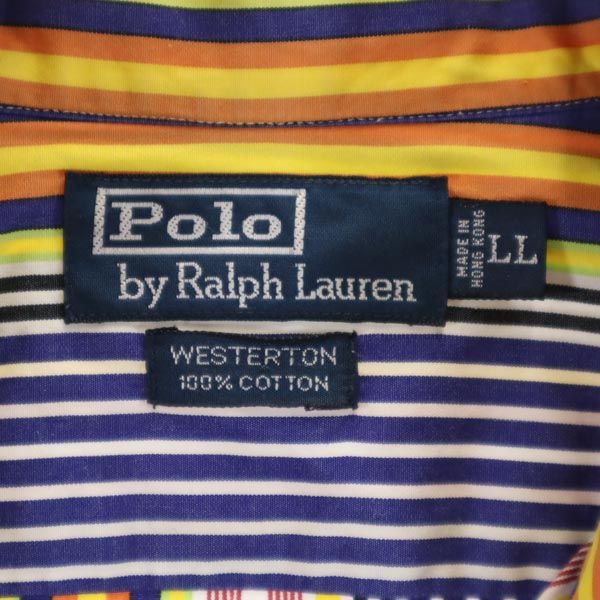 Polo
by Ralph Lauren
MADE IN
HONG KONG
LL
WESTERTON
100% COTTON